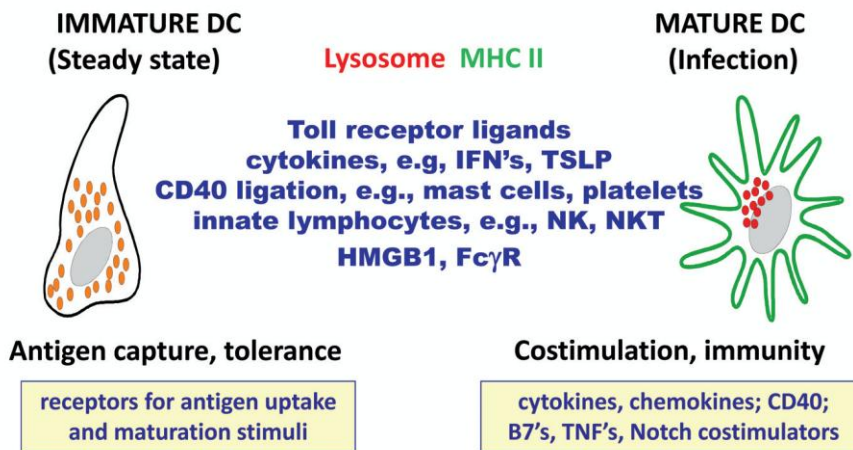 IMMATURE DC
(Steady state)
Lysosome MHC II
MATURE DC
(Infection)
Toll receptor ligands
cytokines, e.g, IFN's, TSLP
CD40 ligation, e.g., mast cells, platelets
innate lymphocytes, e.g., NK, NKT
HMGB1, FcγR
Antigen capture, tolerance
receptors for antigen uptake
and maturation stimuli
Costimulation, immunity
cytokines, chemokines; CD40;
B7's, TNF's, Notch costimulators